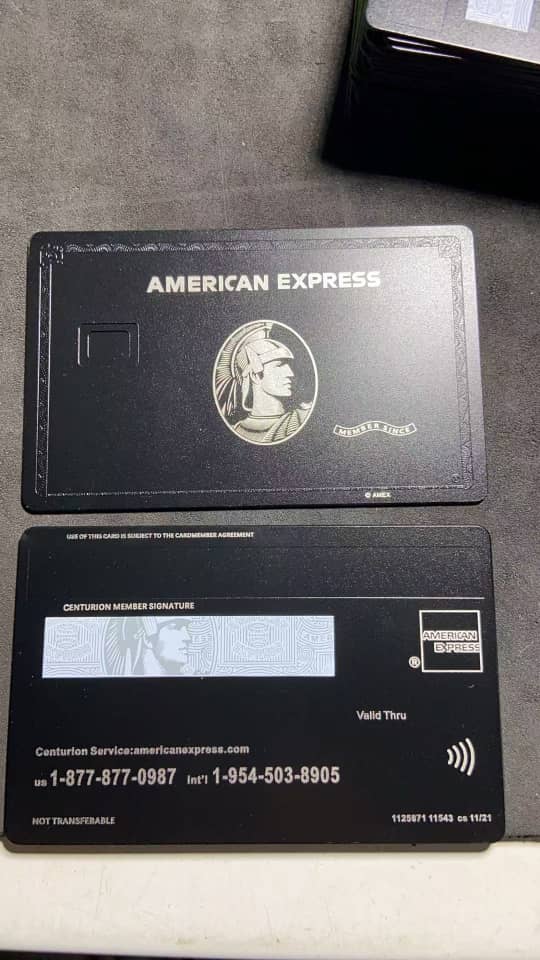 AMERICAN EXPRESS
MEMBER SINCE
© AMEX
USE OF THIS CARD IS SUBJECT TO THE CARDMEMBER AGREEMENT
CENTURION MEMBER SIGNATURE
AMERICAN
EXPRESS
®
Valid Thru
Centurion Service:americanexpress.com
us 1-877-877-0987 Int'l 1-954-503-8905
NOT TRANSFERABLE
1125871 11543 cs 11/21